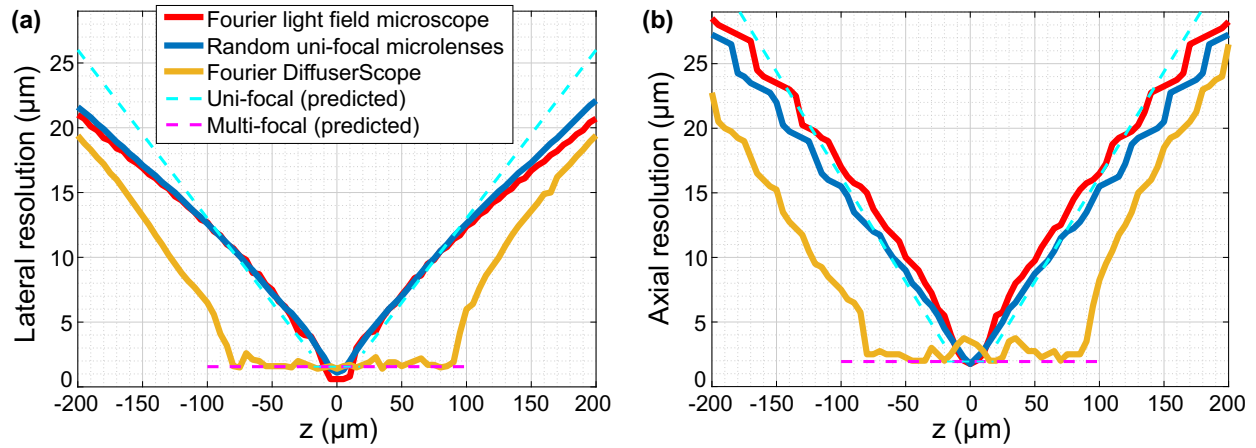 (a)
Fourier light field microscope
Random uni-focal microlenses
Fourier DiffuserScope
Uni-focal (predicted)
Multi-focal (predicted)
Lateral resolution (µm)
25
20
15
10
5
0
-200 -150 -100 -50 0 50 100 150 200
z (µm)
(b)
Axial resolution (µm)
25
20
15
10
5
0
-200 -150 -100 -50 0 50 100 150 200
z (µm)